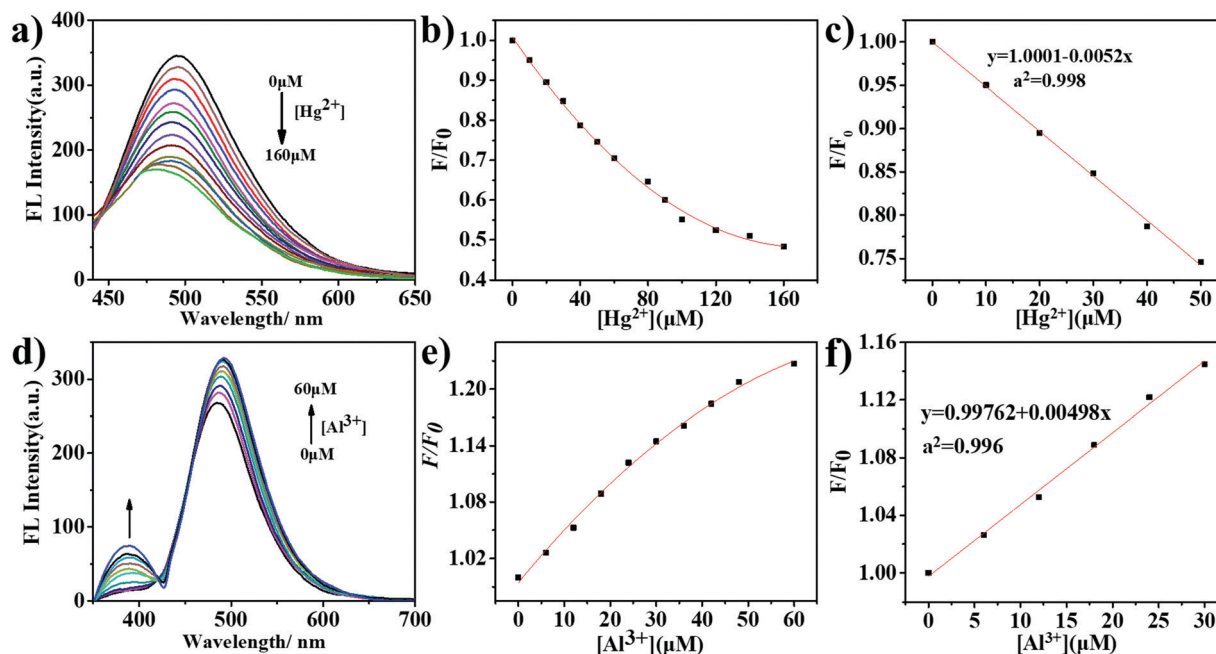 a)
400
300
200
100
0
FL Intensity(a.u.)
0μM
[Hg²⁺]
160μM
450 500 550 600 650
Wavelength/ nm
b)
1.0
0.9
0.8
0.7
0.6
0.5
0.4
F/F0
0 40 80 120 160
[Hg²⁺](μM)
c)
1.00
0.95
0.90
0.85
0.80
0.75
F/F₀
y=1.0001-0.0052x
a²=0.998
0 10 20 30 40 50
[Hg²⁺](μM)
d)
300
200
100
0
FL Intensity(a.u.)
60μM
[Al³⁺]
0μM
400 500 600 700
Wavelength/ nm
e)
1.20
1.14
1.08
1.02
F/F0
0 10 20 30 40 50 60
[Al³⁺](μM)
f)
1.16
1.12
1.08
1.04
1.00
F/F0
y=0.99762+0.00498x
a²=0.996
0 5 10 15 20 25 30
[Al³⁺](μM)